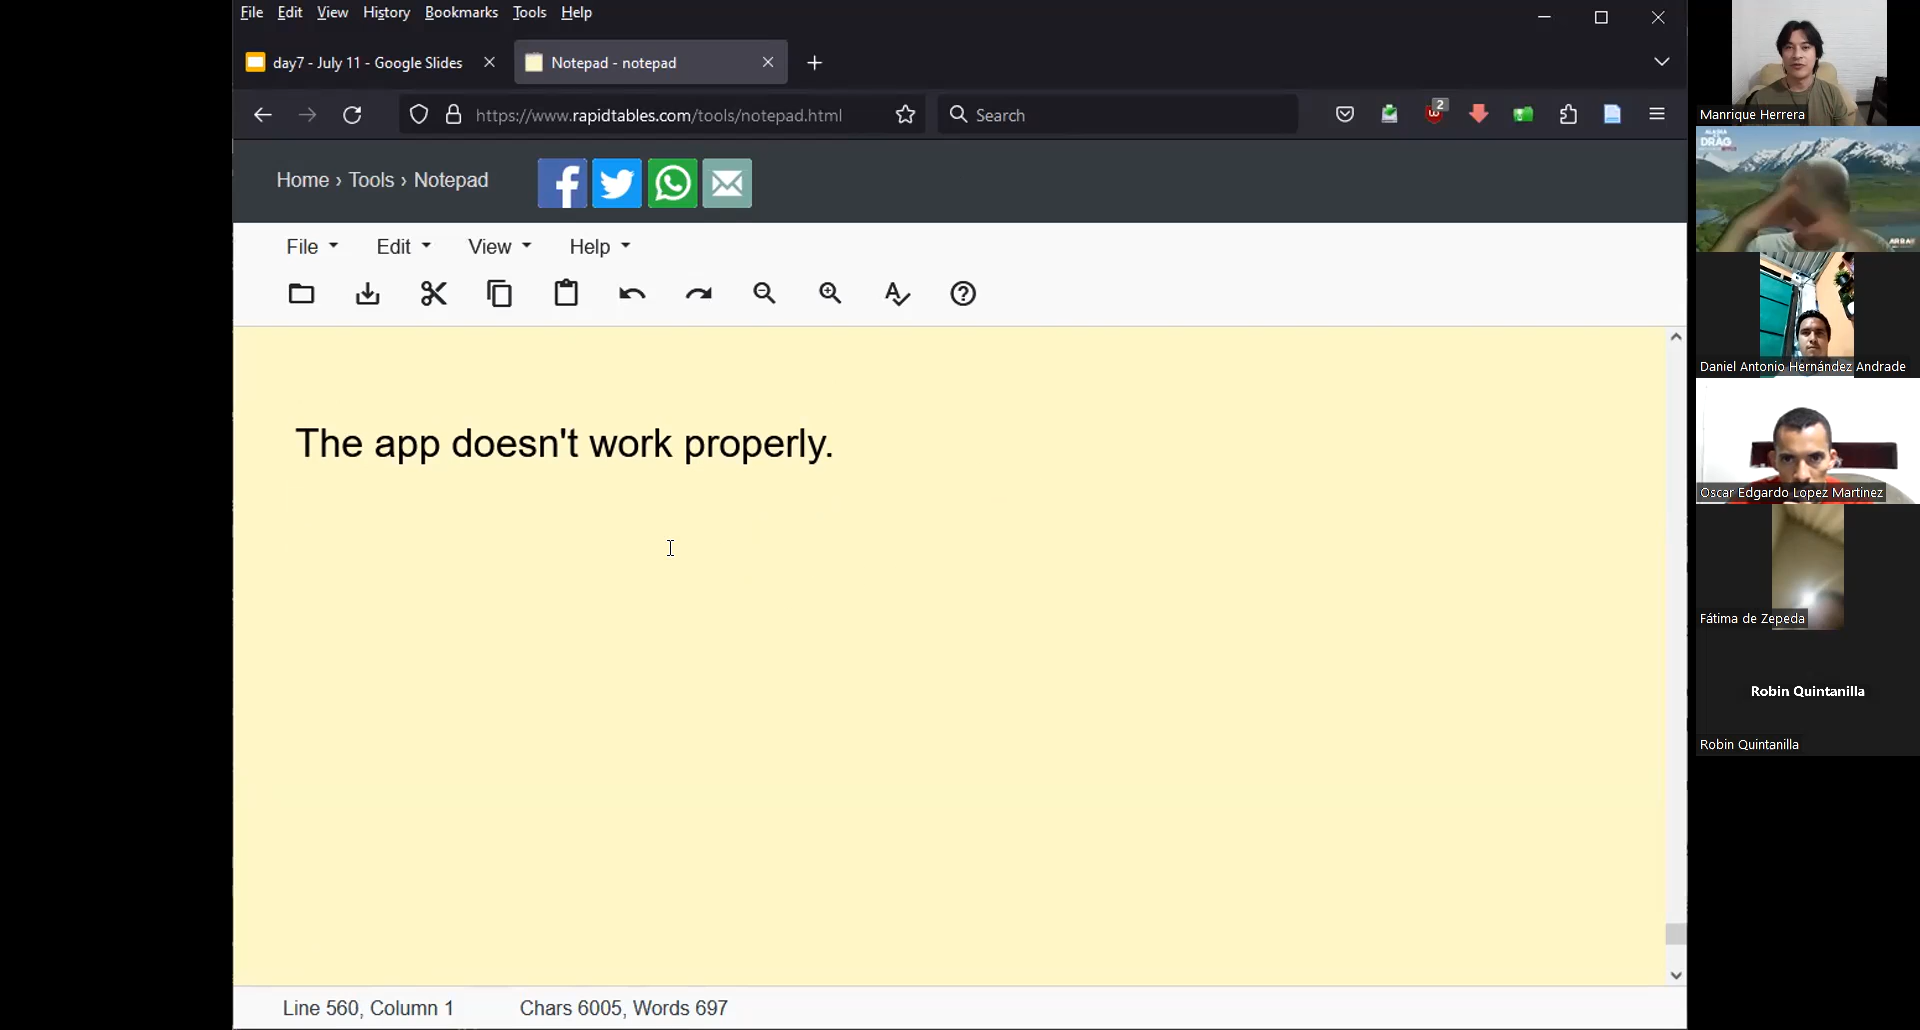 File Edit View History Bookmarks Tools Help
day7 - July 11 - Google Slides
Notepad - notepad
https://www.rapidtables.com/tools/notepad.html
Search
2
Home › Tools › Notepad
File Edit View Help
The app doesn't work properly.
Line 560, Column 1 Chars 6005, Words 697
Manrique Herrera
DRAG
Daniel Antonio Hernández Andrade
Oscar Edgardo Lopez Martinez
Fátima de Zepeda
Robin Quintanilla
Robin Quintanilla